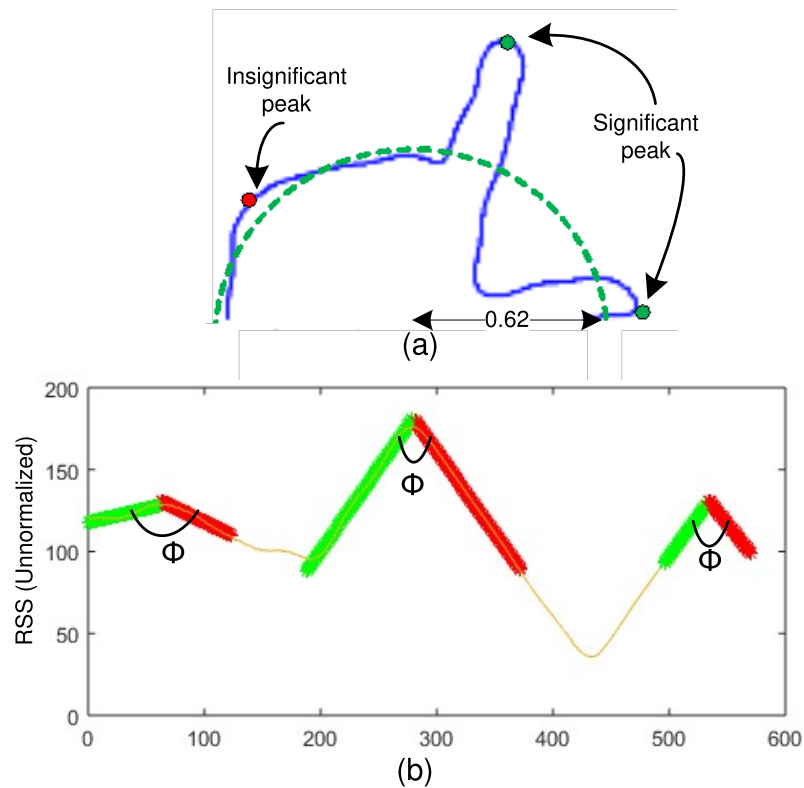 Insignificant
peak
Significant
peak
0.62
(a)
RSS (Unnormalized)
200
150
100
50
0
Φ
Φ
Φ
0 100 200 300 400 500 600
(b)